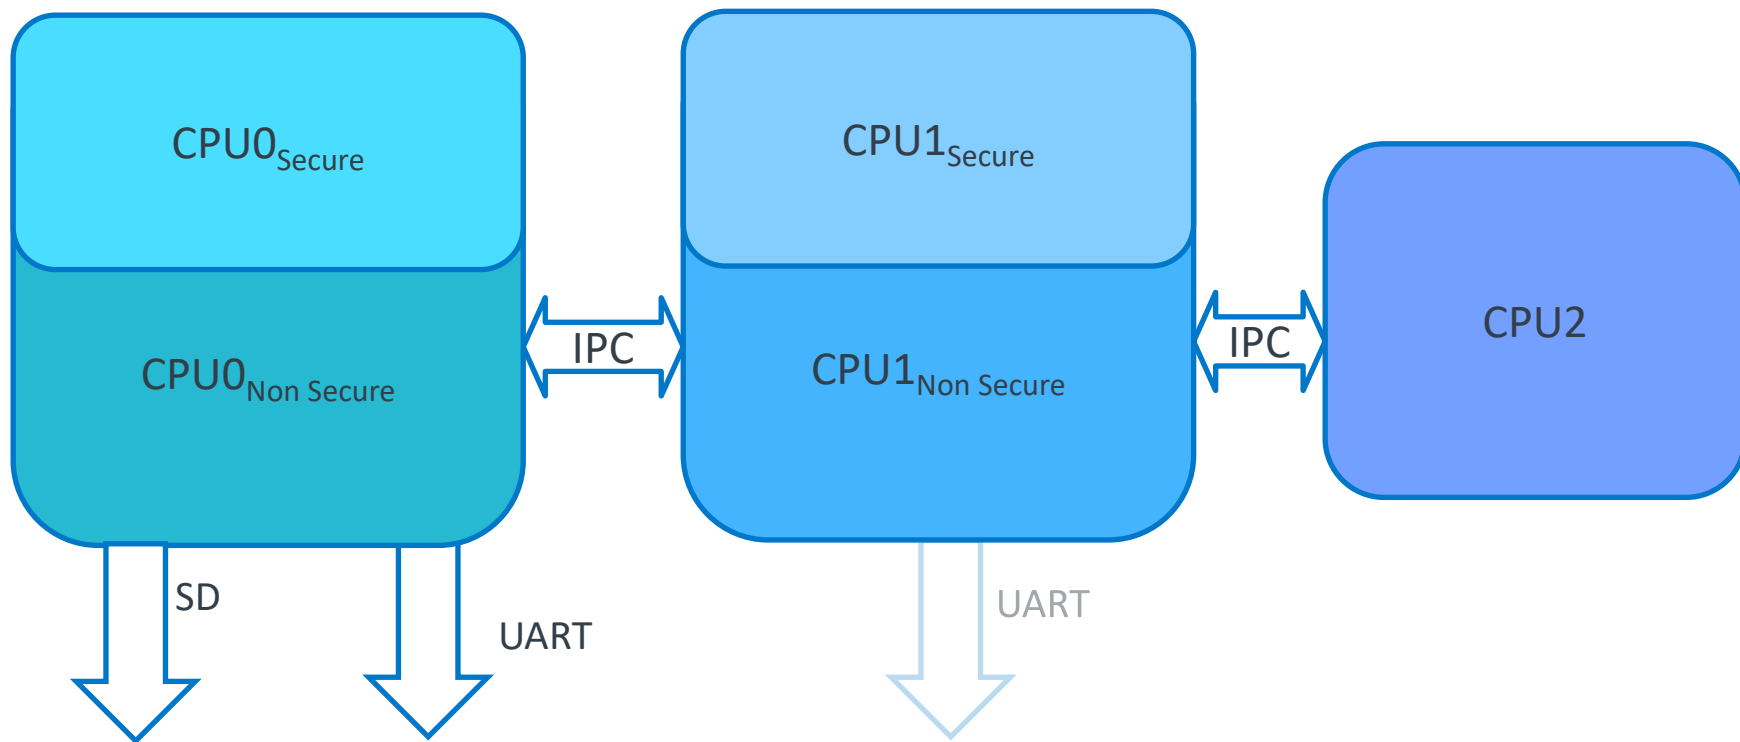 CPU0Secure
CPU1Secure
CPU2
IPC
IPC
CPU0Non Secure
CPU1Non Secure
SD
UART
UART